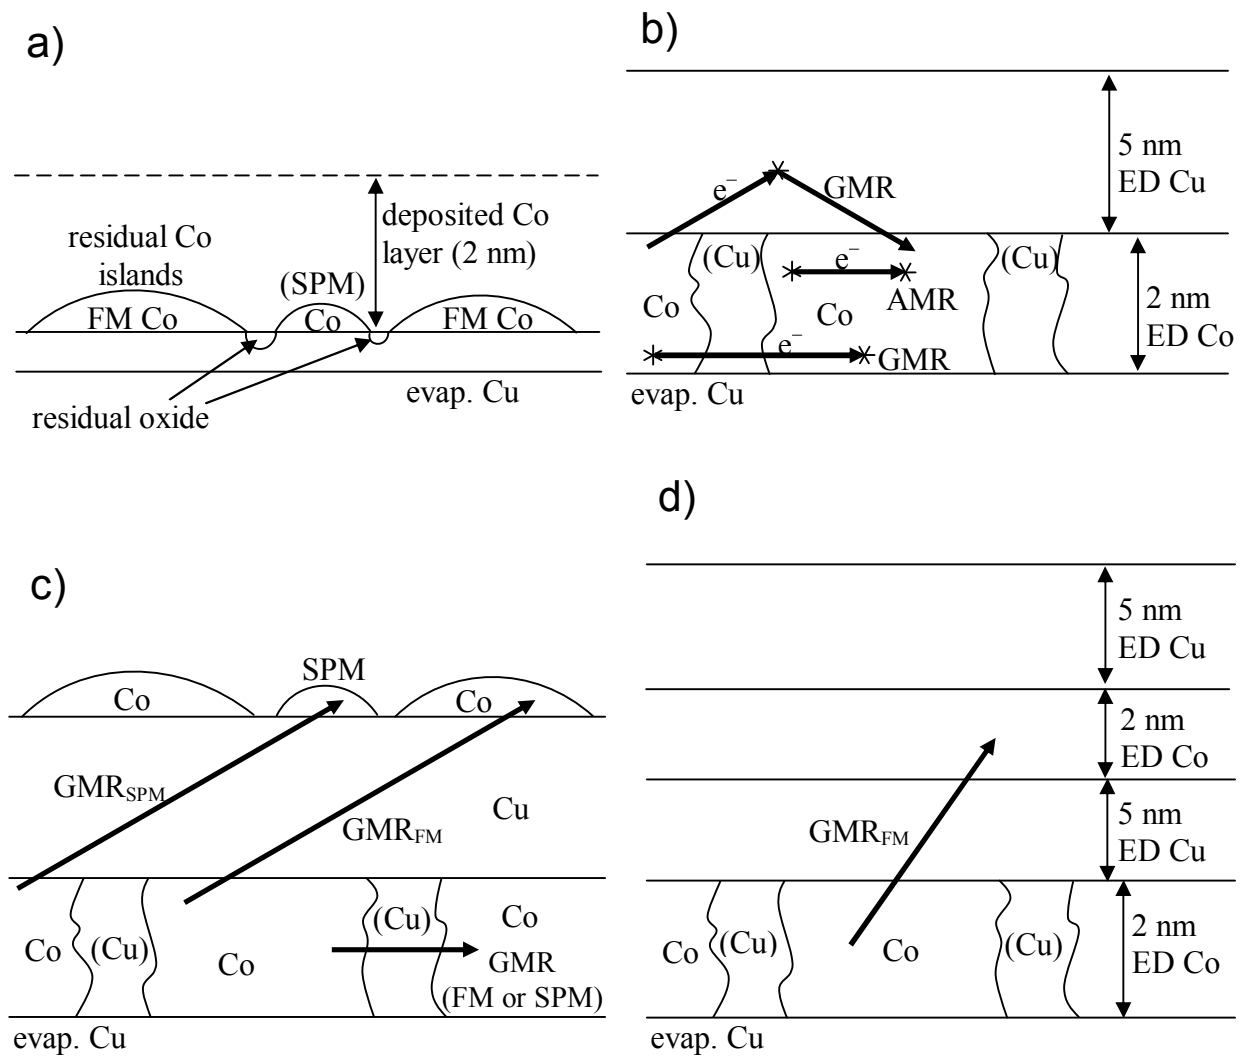 a)
deposited Co
layer (2 nm)
residual Co
islands
(SPM)
FM Co
Co
FM Co
evap. Cu
residual oxide
b)
5 nm
ED Cu
e⁻
GMR
(Cu)
(Cu)
e⁻
AMR
Co
Co
2 nm
ED Co
e⁻
GMR
evap. Cu
c)
SPM
Co
Co
GMRSPM
GMRFM
Cu
(Cu)
Co
Co
(Cu)
Co
GMR
(FM or SPM)
evap. Cu
d)
5 nm
ED Cu
2 nm
ED Co
GMRFM
5 nm
ED Cu
Co
(Cu)
Co
(Cu)
2 nm
ED Co
evap. Cu